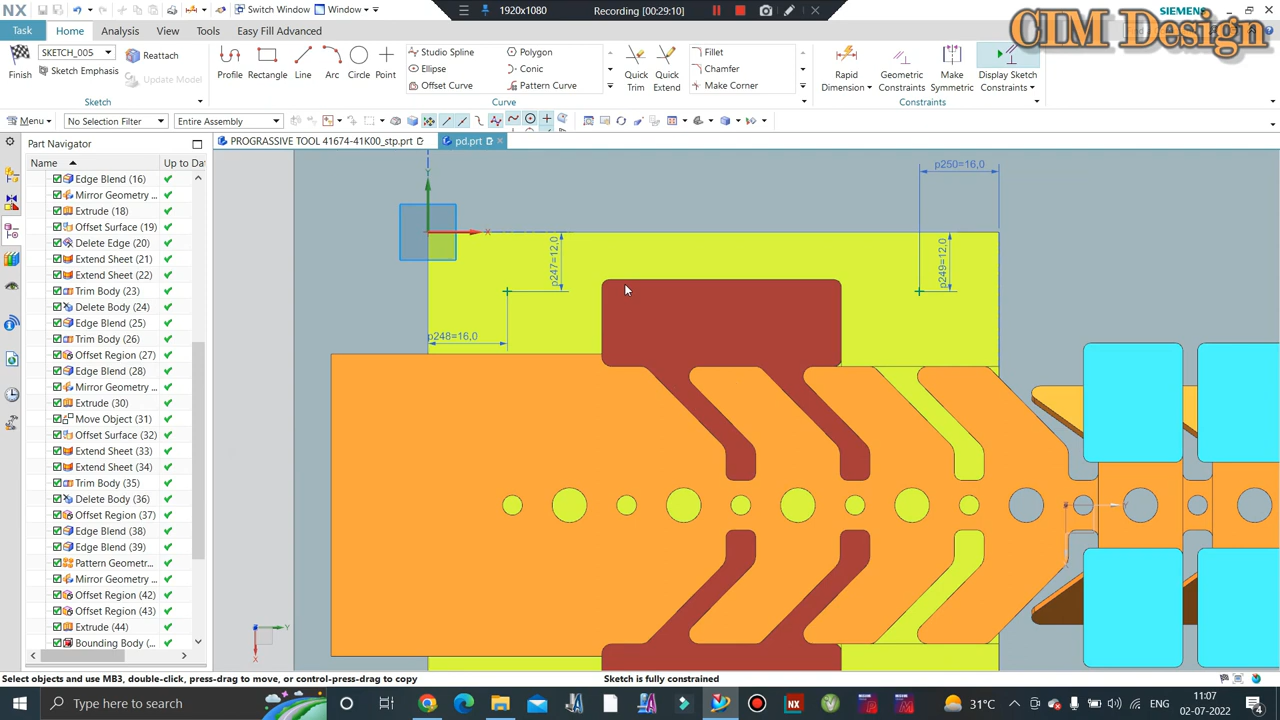 NX
Switch Window
Window
1920x1080
Recording [00:29:10]
SIEMENS
CIM Design
Task
Home
Analysis
View
Tools
Easy Fill Advanced
SKETCH_005
Reattach
Sketch Emphasis
Update Model
Finish
Sketch
Profile
Rectangle
Line
Arc
Circle
Point
Studio Spline
Polygon
Ellipse
Conic
Offset Curve
Pattern Curve
Curve
Quick Trim
Quick Extend
Fillet
Chamfer
Make Corner
Rapid Dimension
Geometric Constraints
Make Symmetric
Display Sketch Constraints
Constraints
Menu
No Selection Filter
Entire Assembly
Part Navigator
PROGRASSIVE TOOL 41674-41K00_stp.prt
pd.prt
Name
Up to Da
Edge Blend (16)
Mirror Geometry ...
Extrude (18)
Offset Surface (19)
Delete Edge (20)
Extend Sheet (21)
Extend Sheet (22)
Trim Body (23)
Delete Body (24)
Edge Blend (25)
Trim Body (26)
Offset Region (27)
Edge Blend (28)
Mirror Geometry ...
Extrude (30)
Move Object (31)
Offset Surface (32)
Extend Sheet (33)
Extend Sheet (34)
Trim Body (35)
Delete Body (36)
Offset Region (37)
Edge Blend (38)
Edge Blend (39)
Pattern Geometr...
Mirror Geometry ...
Offset Region (42)
Offset Region (43)
Extrude (44)
Bounding Body (...
p250=16,0
Y
X
p247=12,0
p249=12,0
p248=16,0
Y
Y
X
Select objects and use MB3, double-click, press-drag to move, or control-press-drag to copy
Sketch is fully constrained
Type here to search
31°C
ENG
11:07
02-07-2022